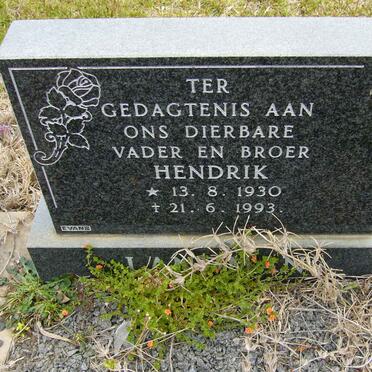 TER
GEDAGTENIS AAN
ONS DIERBARE
VADER EN BROER
HENDRIK
★ 13. 8. 1930
† 21. 6. 1993.
EVANS